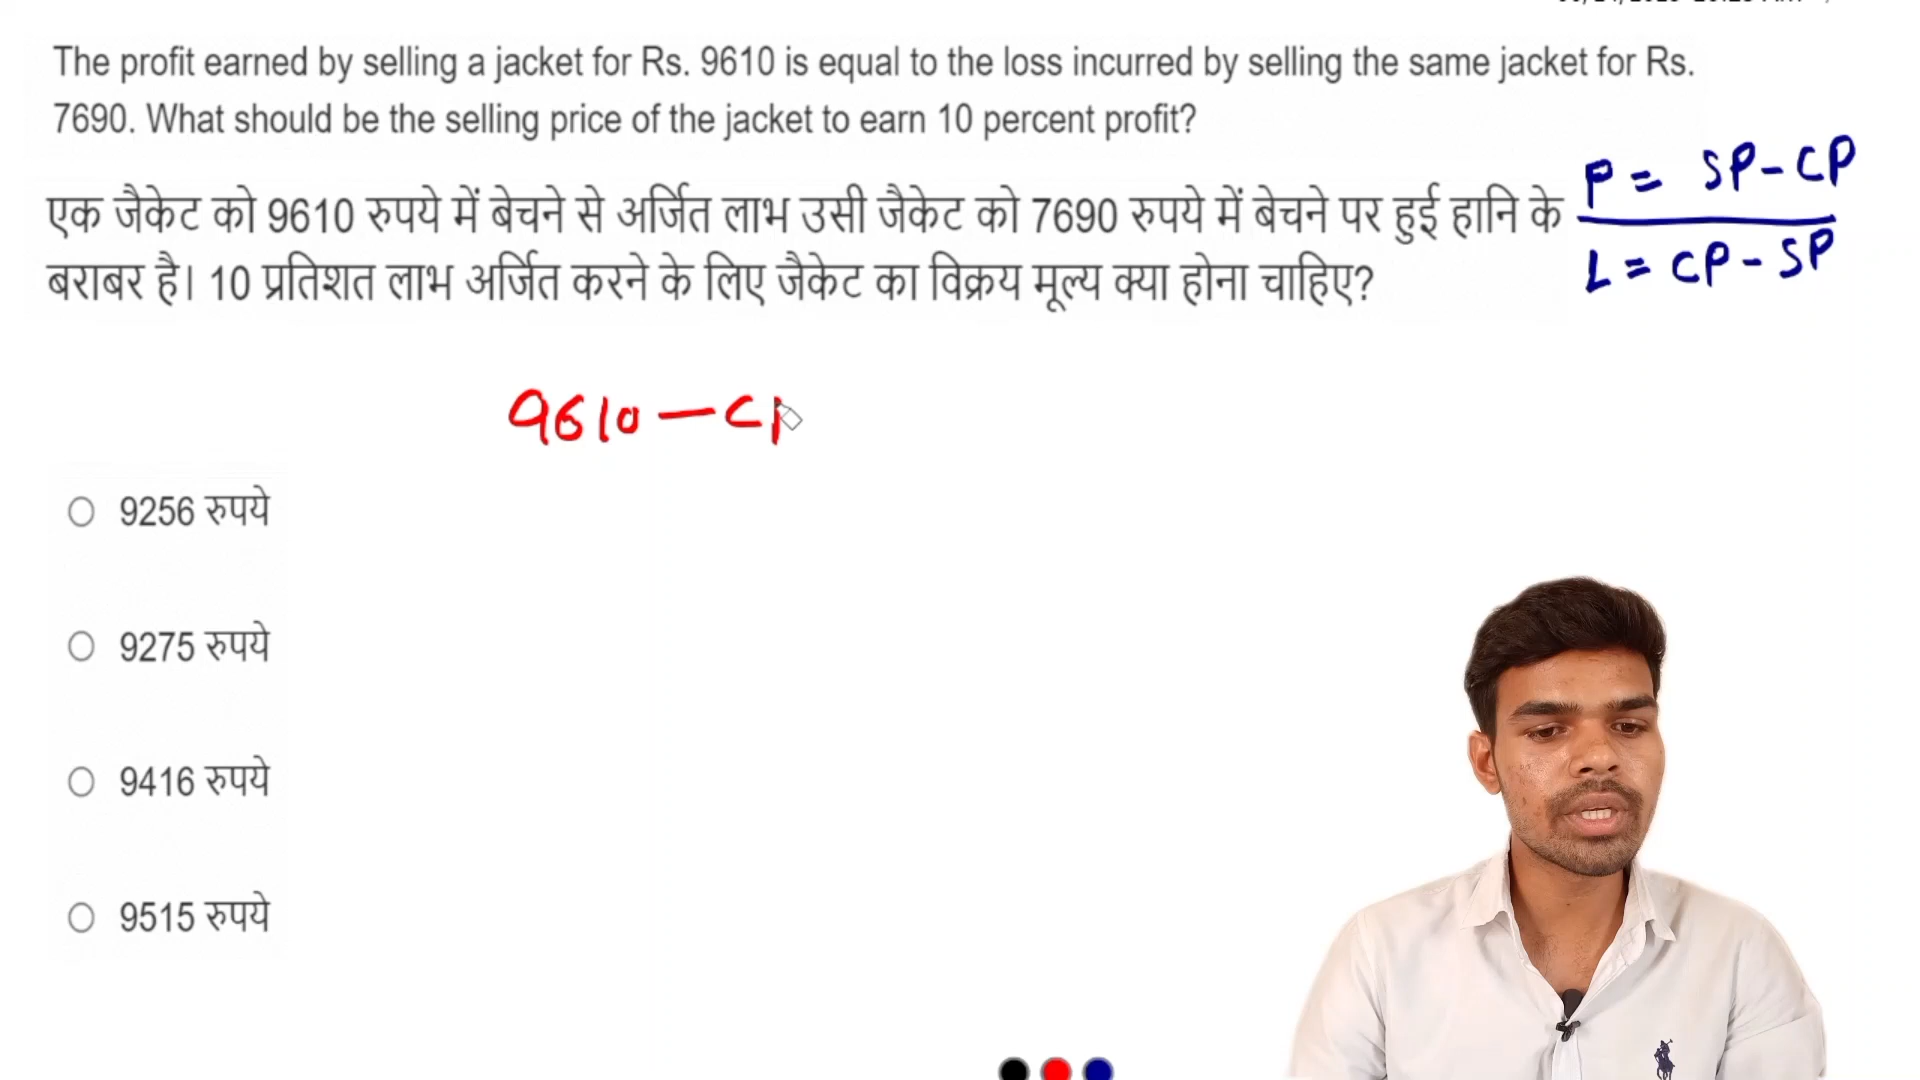 The profit earned by selling a jacket for Rs. 9610 is equal to the loss incurred by selling the same jacket for Rs.
7690. What should be the selling price of the jacket to earn 10 percent profit?
एक जैकेट को 9610 रुपये में बेचने से अर्जित लाभ उसी जैकेट को 7690 रुपये में बेचने पर हुई हानि के
बराबर है। 10 प्रतिशत लाभ अर्जित करने के लिए जैकेट का विक्रय मूल्य क्या होना चाहिए?
P = SP - CP
L = CP - SP
9610 - C
9256 रुपये
9275 रुपये
9416 रुपये
9515 रुपये